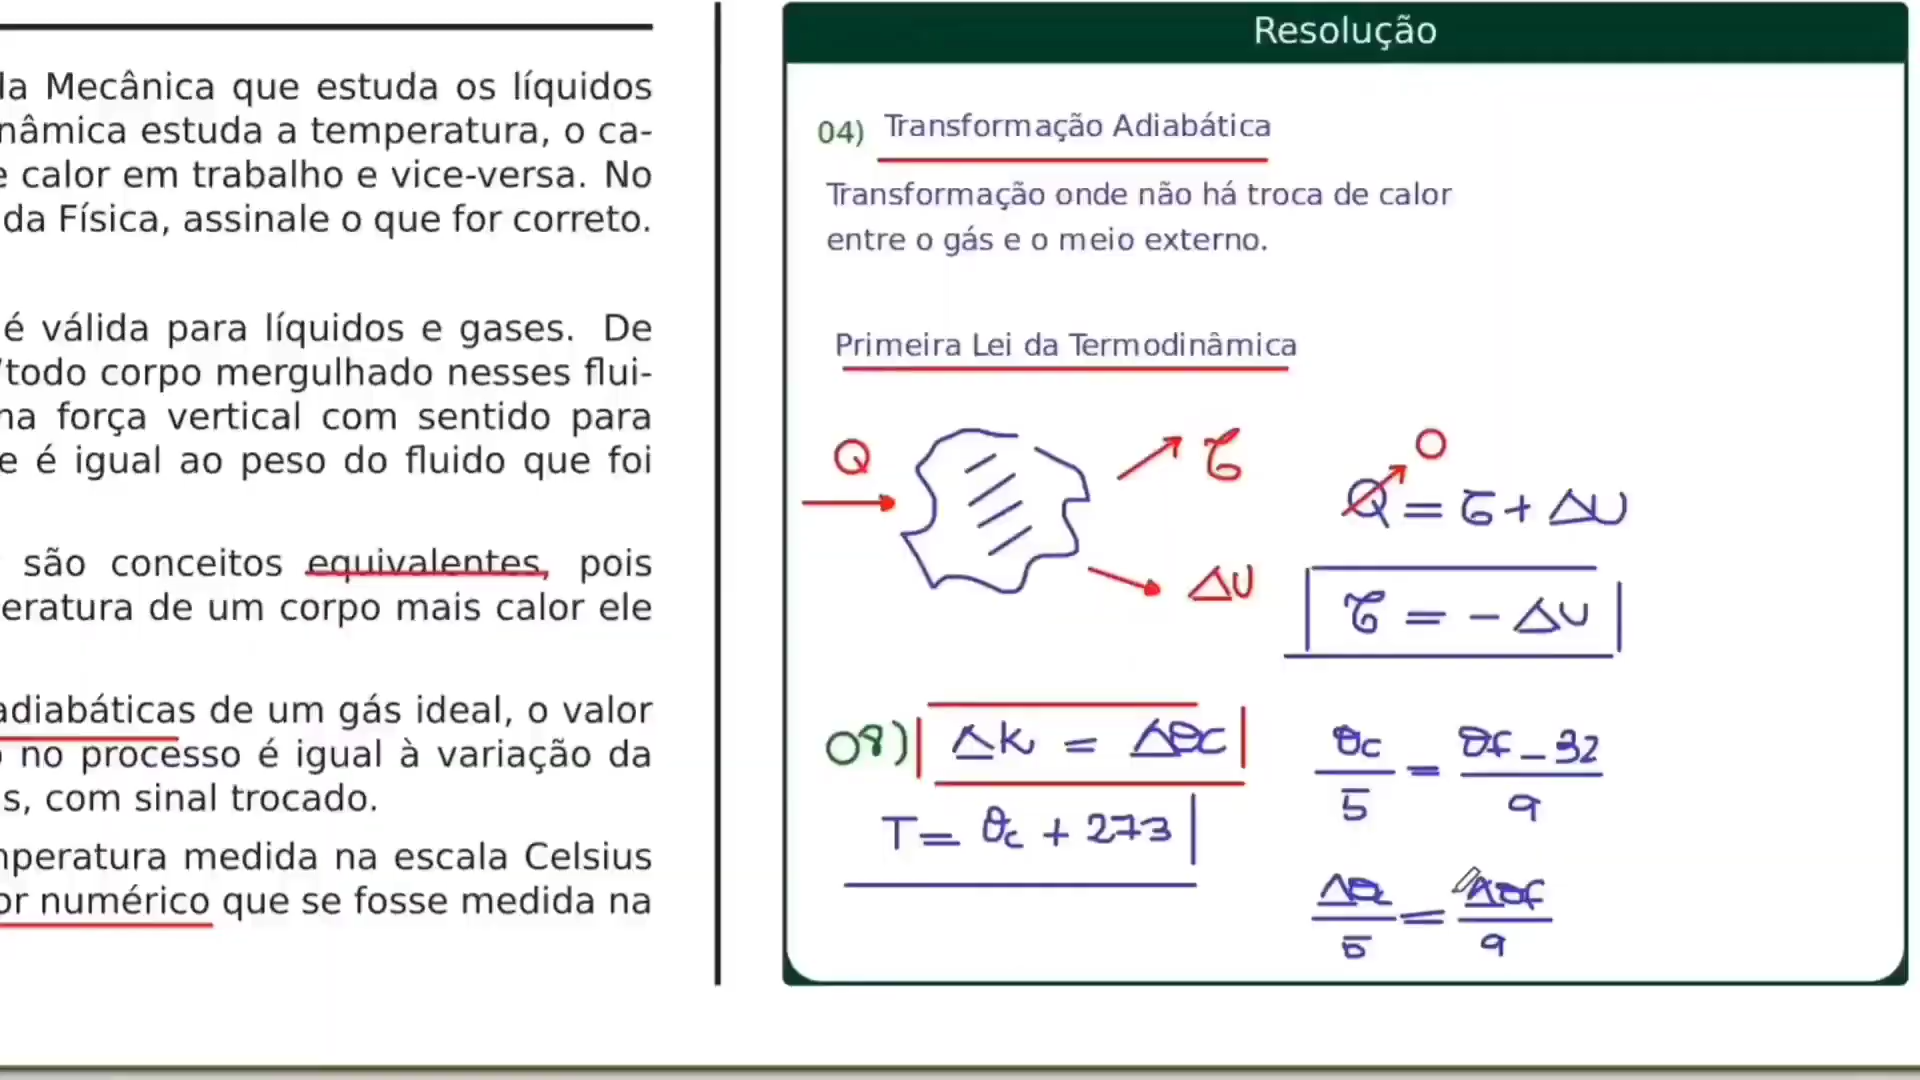 la Mecânica que estuda os líquidos
nâmica estuda a temperatura, o ca-
e calor em trabalho e vice-versa. No
da Física, assinale o que for correto.
é válida para líquidos e gases. De
"todo corpo mergulhado nesses flui-
na força vertical com sentido para
e é igual ao peso do fluido que foi
são conceitos equivalentes, pois
eratura de um corpo mais calor ele
adiabáticas de um gás ideal, o valor
o no processo é igual à variação da
s, com sinal trocado.
mperatura medida na escala Celsius
or numérico que se fosse medida na
Resolução
04) Transformação Adiabática
Transformação onde não há troca de calor
entre o gás e o meio externo.
Primeira Lei da Termodinâmica
Q
𝒞
ΔU
O
Q = 𝒞 + ΔU
𝒞 = - ΔU
08) Δk = Δθc
T = θc + 273
θc/5 = θf - 32/9
Δθc/5 = Δθf/9